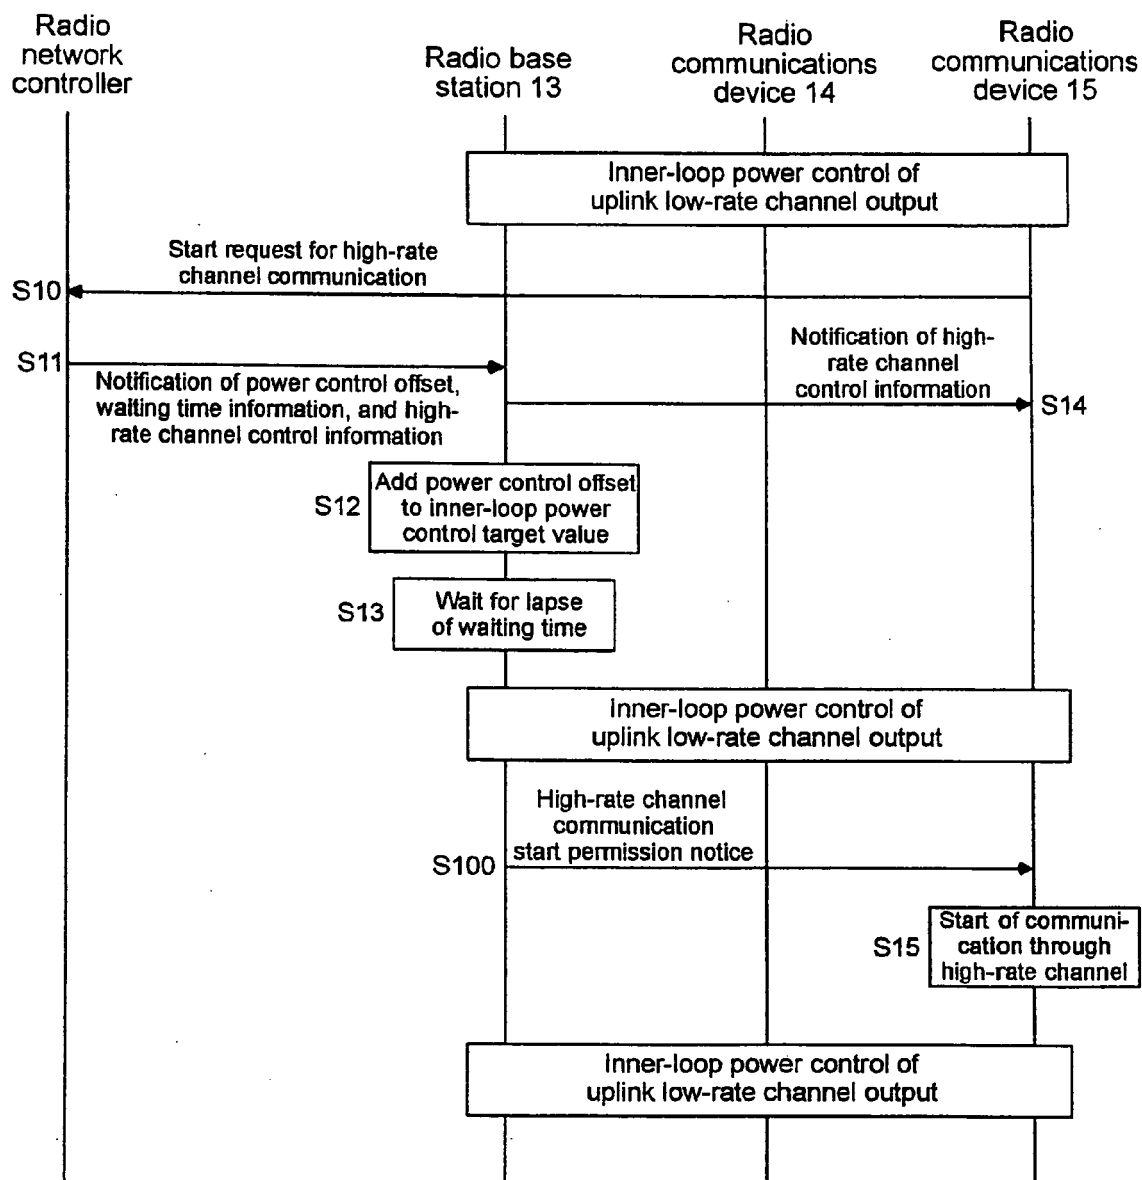 Radio
network
controller
Radio base
station 13
Radio
communications
device 14
Radio
communications
device 15
Inner-loop power control of
uplink low-rate channel output
Start request for high-rate
channel communication
S10
S11
Notification of power control offset,
waiting time information, and high-
rate channel control information
Notification of high-
rate channel
control information
S14
S12
Add power control offset
to inner-loop power
control target value
S13
Wait for lapse
of waiting time
Inner-loop power control of
uplink low-rate channel output
High-rate channel
communication
start permission notice
S100
S15
Start of communi-
cation through
high-rate channel
Inner-loop power control of
uplink low-rate channel output